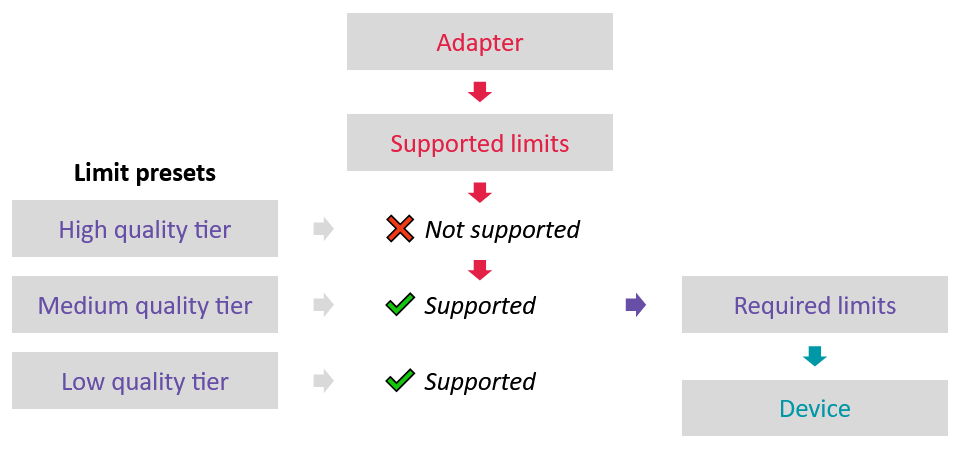 Adapter
Supported limits
Limit presets
High quality tier
Not supported
Medium quality tier
Supported
Required limits
Low quality tier
Supported
Device